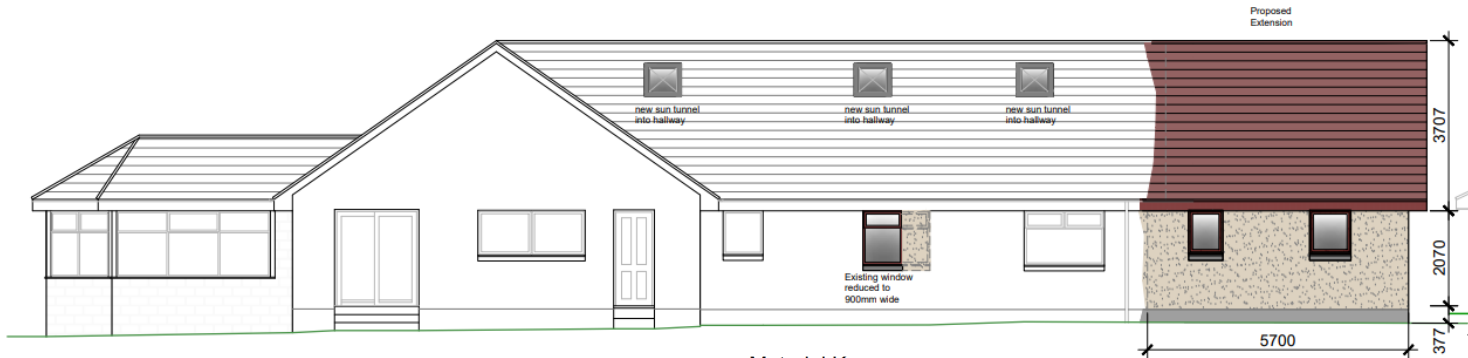 Proposed
Extension
new sun tunnel
into hallway
new sun tunnel
into hallway
new sun tunnel
into hallway
3707
Existing window
reduced to
900mm wide
2070
5700
377